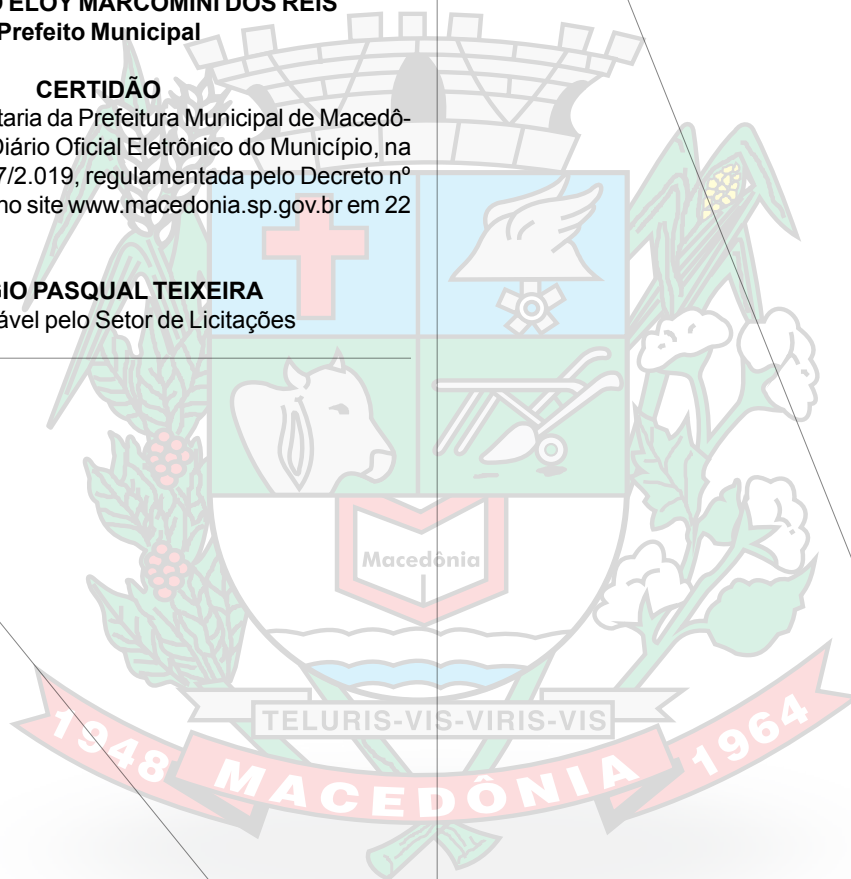 ELOY MARCOMINI DOS REIS
Prefeito Municipal
CERTIDÃO
taria da Prefeitura Municipal de Macedô-
Diário Oficial Eletrônico do Município, na
7/2.019, regulamentada pelo Decreto nº
no site www.macedonia.sp.gov.br em 22
IO PASQUAL TEIXEIRA
ável pelo Setor de Licitações
Macedônia
TELURIS-VIS-VIRIS-VIS
1948 MACEDÔNIA 1964